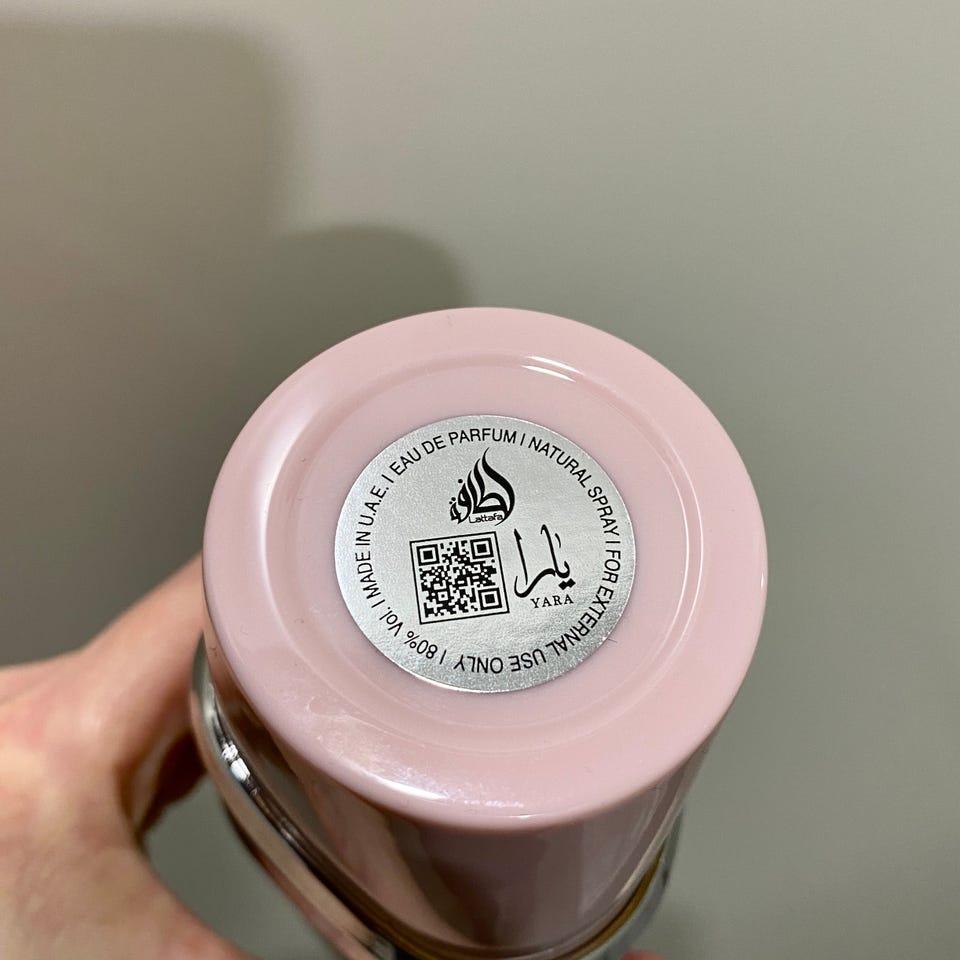 | EAU DE PARFUM | NATURAL SPRAY | FOR EXTERNAL USE ONLY | 80% Vol. | MADE IN U.A.E.
لطافة
Lattafa
يارا
YARA